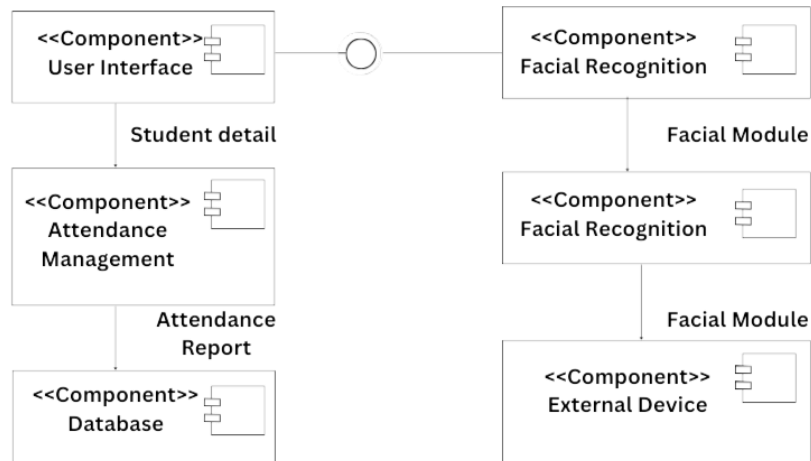 <<Component>>
User Interface
<<Component>>
Facial Recognition
Student detail
Facial Module
<<Component>>
Attendance
Management
<<Component>>
Facial Recognition
Attendance
Report
Facial Module
<<Component>>
Database
<<Component>>
External Device